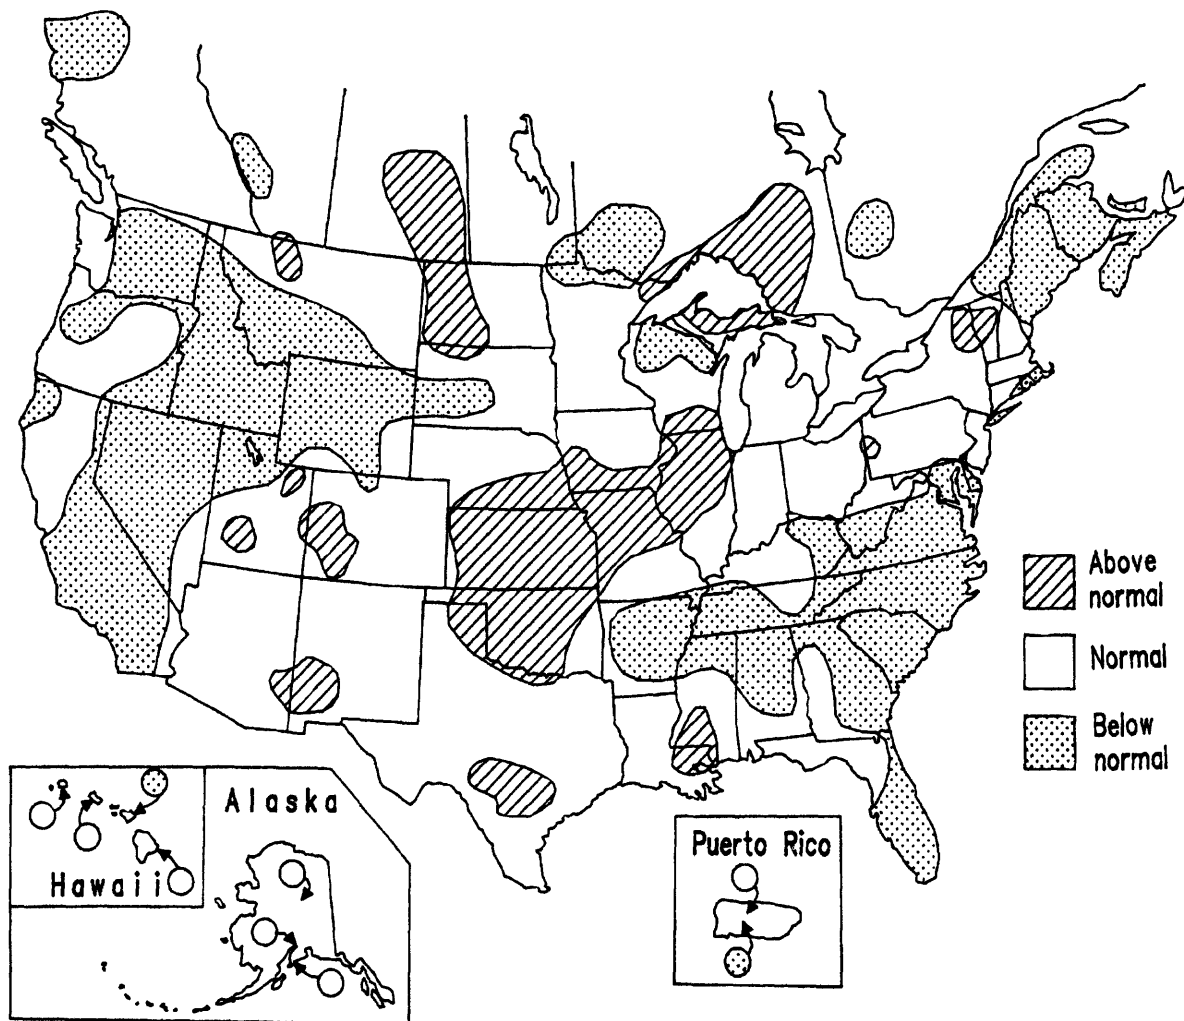 Above
normal
Normal
Below
normal
Alaska
Hawaii
Puerto Rico